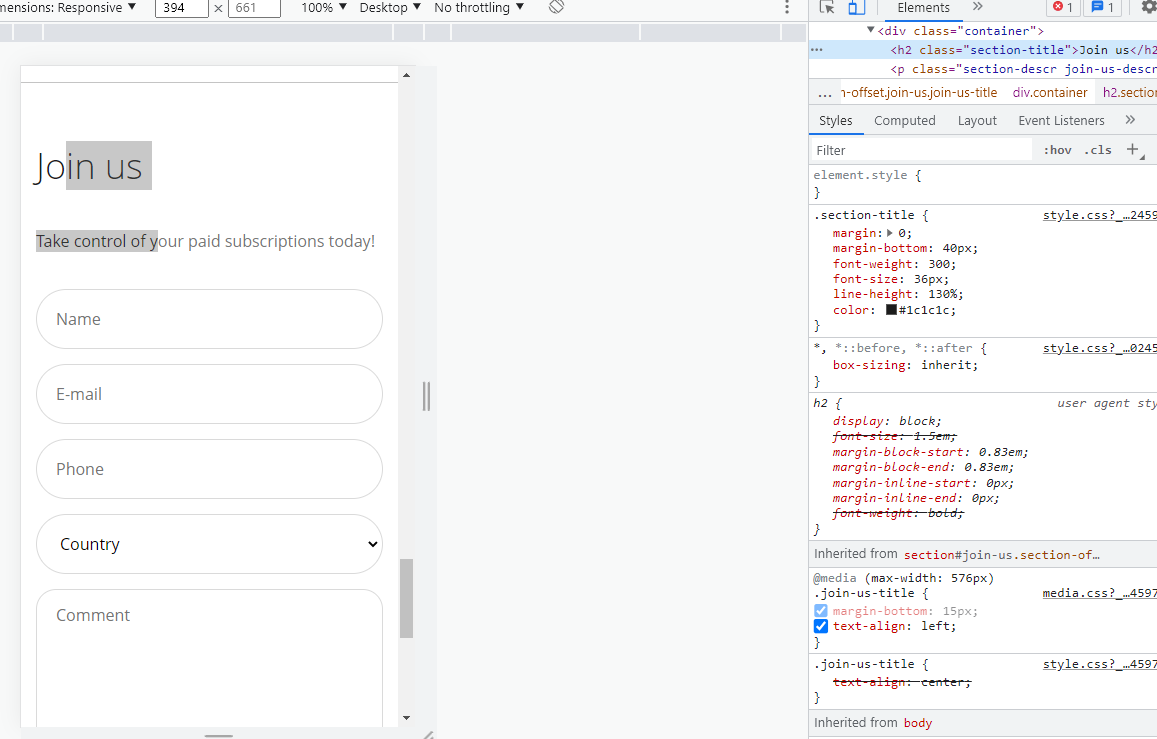 mensions: Responsive ▼ 394 × 661 100% ▼ Desktop ▼ No throttling ▼
Elements » 1 1
▼<div class="container">
··· <h2 class="section-title">Join us</h2
<p class="section-descr join-us-descr
... n-offset.join-us.join-us-title div.container h2.section
Styles Computed Layout Event Listeners »
Filter :hov .cls +
element.style {
}
.section-title { style.css?_…2459
margin:▶ 0;
margin-bottom: 40px;
font-weight: 300;
font-size: 36px;
line-height: 130%;
color: #1c1c1c;
}
*, *::before, *::after { style.css?_…0245
box-sizing: inherit;
}
h2 { user agent sty
display: block;
font-size: 1.5em;
margin-block-start: 0.83em;
margin-block-end: 0.83em;
margin-inline-start: 0px;
margin-inline-end: 0px;
font-weight: bold;
}
Inherited from section#join-us.section-of…
@media (max-width: 576px)
.join-us-title { media.css?_…4597
margin-bottom: 15px;
text-align: left;
}
.join-us-title { style.css?_…4597
text-align: center;
}
Inherited from body
Join us
Take control of your paid subscriptions today!
Name
E-mail
Phone
Country
Comment